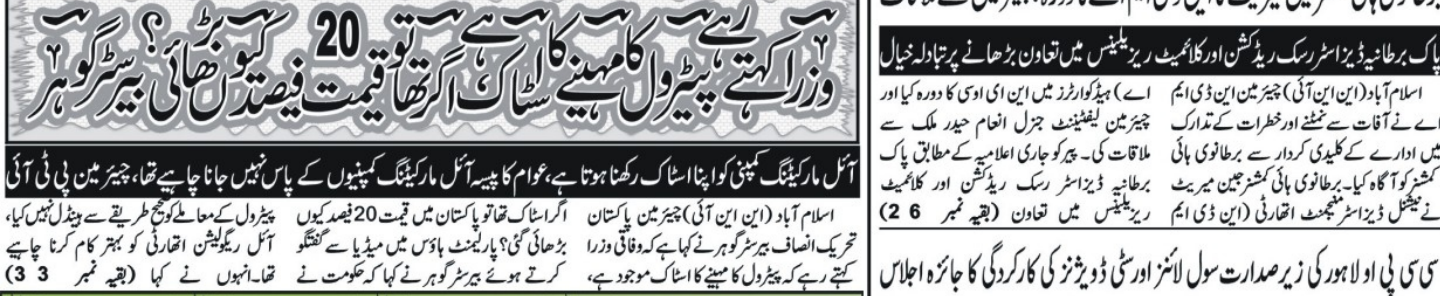 وزرا کہتے رہے پیٹرول کا مہینے کا سٹاک ہے اگر تھا تو قیمت 20 فیصد کیوں بڑھائی؟ بیرسٹر گوہر
آئل مارکیٹنگ کمپنی کو اپنا اسٹاک رکھنا ہوتا ہے، عوام کا پیسہ آئل مارکیٹنگ کمپنیوں کے پاس نہیں جانا چاہیے تھا، چیئرمین پی ٹی آئی
اسلام آباد (این این آئی) چیئرمین پاکستان
تحریک انصاف بیرسٹر گوہر نے کہا ہے کہ وفاقی وزرا
کہتے رہے کہ پیٹرول کا مہینے کا اسٹاک موجود ہے،
اگر اسٹاک تھا تو پاکستان میں قیمت 20 فیصد کیوں
بڑھائی گئی؟ پارلیمنٹ ہاؤس میں میڈیا سے گفتگو
کرتے ہوئے بیرسٹر گوہر نے کہا کہ حکومت نے
پیٹرول کے معاملے کو صحیح طریقے سے ہینڈل نہیں کیا،
آئل ریگولیشن اتھارٹی کو بہتر کام کرنا چاہیے
تھا۔ انہوں نے کہا (بقیہ نمبر 33)
پاک برطانیہ ڈیزاسٹر رسک ریڈکشن اور کلائمیٹ ریزیلینس میں تعاون بڑھانے پر تبادلہ خیال
اسلام آباد (این این آئی) چیئرمین این ڈی ایم
اے نے آفات سے نمٹنے اور خطرات کے تدارک
میں ادارے کے کلیدی کردار سے برطانوی ہائی
کمشنر کو آگاہ کیا۔ برطانوی ہائی کمشنر جین میریٹ
نے نیشنل ڈیزاسٹر منیجمنٹ اتھارٹی (این ڈی ایم
اے) ہیڈکوارٹرز میں این ای اوسی کا دورہ کیا اور
چیئرمین لیفٹیننٹ جنرل انعام حیدر ملک سے
ملاقات کی۔ پیر کو جاری اعلامیہ کے مطابق پاک
برطانیہ ڈیزاسٹر رسک ریڈکشن اور کلائمیٹ
ریزیلینس میں تعاون (بقیہ نمبر 26)
سی سی پی او لاہور کی زیر صدارت سول لائنز اور سٹی ڈویژنز کی کارکردگی کا جائزہ اجلاس